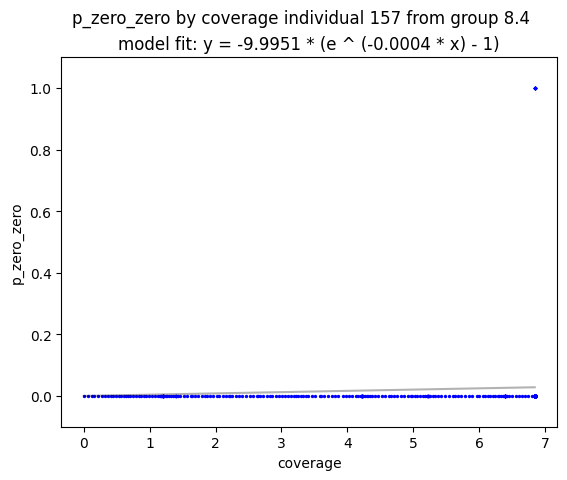 p_zero_zero by coverage individual 157 from group 8.4
model fit: y = -9.9951 * (e ^ (-0.0004 * x) - 1)
1.0
0.8
0.6
0.4
0.2
0.0
p_zero_zero
0 1 2 3 4 5 6 7
coverage